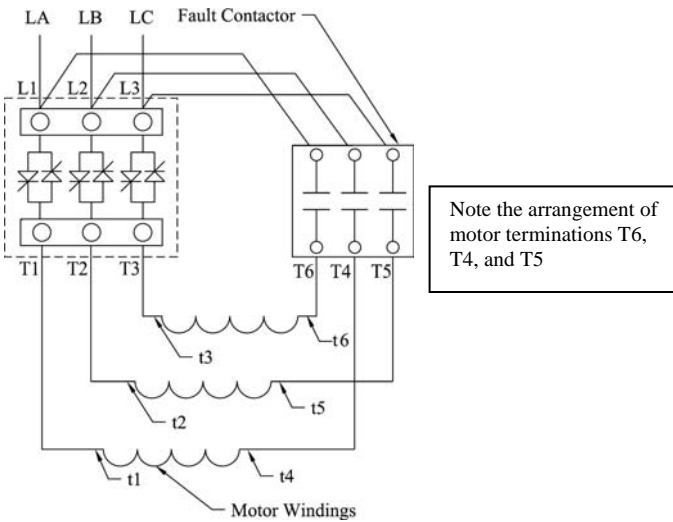 LA LB LC Fault Contactor
L1 L2 L3
Note the arrangement of
motor terminations T6,
T4, and T5
T1 T2 T3 T6 T4 T5
t3 t6
t2 t5
t1 t4
Motor Windings